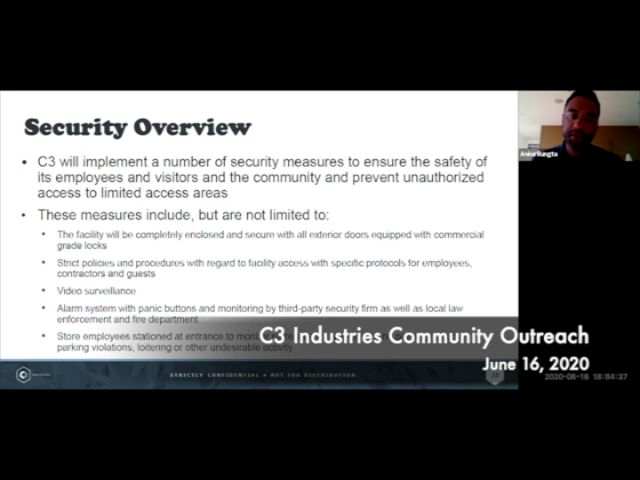 Security Overview
• C3 will implement a number of security measures to ensure the safety of
its employees and visitors and the community and prevent unauthorized
access to limited access areas
• These measures include, but are not limited to:
• The facility will be completely enclosed and secure with all exterior doors equipped with commercial
grade locks
• Strict policies and procedures with regard to facility access with specific protocols for employees,
contractors and guests
• Video surveillance
• Alarm system with panic buttons and monitoring by third-party security firm as well as local law
enforcement and fire department
• Store employees stationed at entrance to
parking violations, loitering or other undesirable activity
STRICTLY CONFIDENTIAL • NOT FOR DISTRIBUTION
Ankur Rungta
C3 Industries Community Outreach
June 16, 2020
2020-06-16 18:54:37